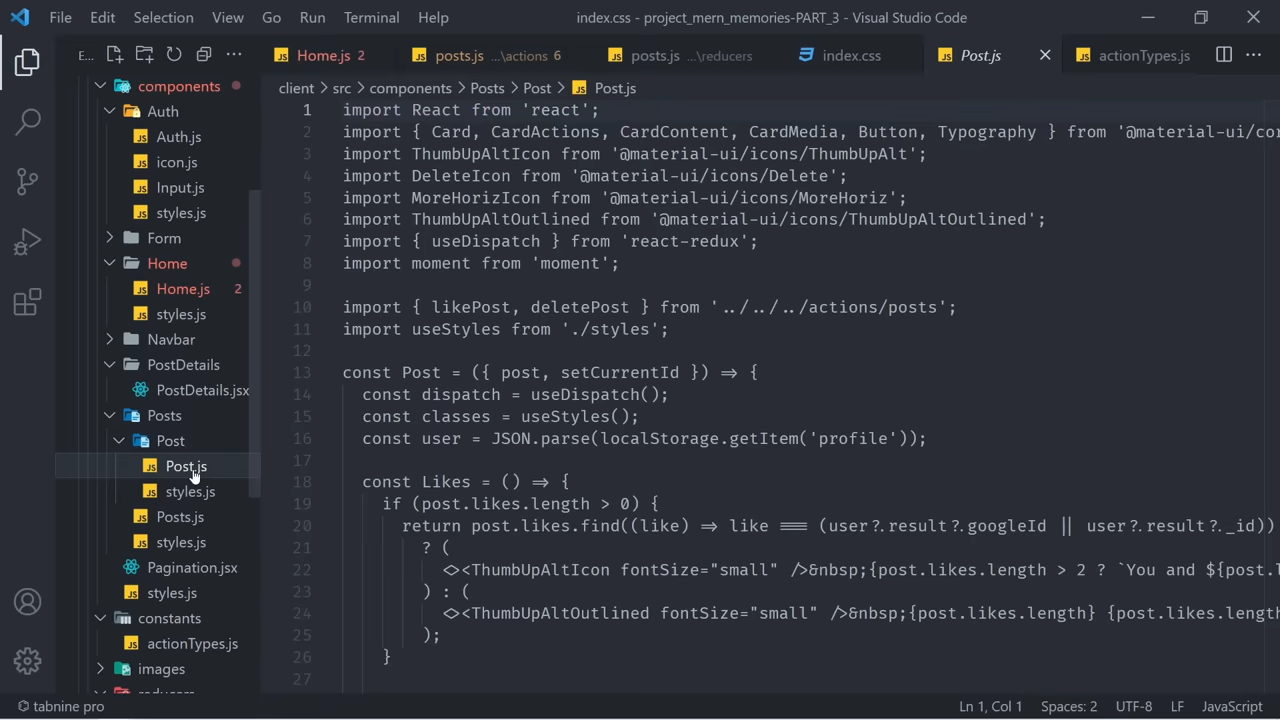 File Edit Selection View Go Run Terminal Help index.css - project_mern_memories-PART_3 - Visual Studio Code
E... Home.js 2 posts.js ...\actions 6 posts.js ...\reducers index.css Post.js actionTypes.js
client > src > components > Posts > Post > Post.js
components
Auth
Auth.js
icon.js
Input.js
styles.js
Form
Home
Home.js 2
styles.js
Navbar
PostDetails
PostDetails.jsx
Posts
Post
Post.js
styles.js
Posts.js
styles.js
Pagination.jsx
styles.js
constants
actionTypes.js
images
reducers
1 import React from 'react';
2 import { Card, CardActions, CardContent, CardMedia, Button, Typography } from '@material-ui/cor
3 import ThumbUpAltIcon from '@material-ui/icons/ThumbUpAlt';
4 import DeleteIcon from '@material-ui/icons/Delete';
5 import MoreHorizIcon from '@material-ui/icons/MoreHoriz';
6 import ThumbUpAltOutlined from '@material-ui/icons/ThumbUpAltOutlined';
7 import { useDispatch } from 'react-redux';
8 import moment from 'moment';
9
10 import { likePost, deletePost } from '../../../actions/posts';
11 import useStyles from './styles';
12
13 const Post = ({ post, setCurrentId }) => {
14 const dispatch = useDispatch();
15 const classes = useStyles();
16 const user = JSON.parse(localStorage.getItem('profile'));
17
18 const Likes = () => {
19 if (post.likes.length > 0) {
20 return post.likes.find((like) => like === (user?.result?.googleId || user?.result?._id))
21 ? (
22 <><ThumbUpAltIcon fontSize="small" />&nbsp;{post.likes.length > 2 ? `You and ${post.l
23 ) : (
24 <><ThumbUpAltOutlined fontSize="small" />&nbsp;{post.likes.length} {post.likes.length
25 );
26 }
27
tabnine pro Ln 1, Col 1 Spaces: 2 UTF-8 LF JavaScript